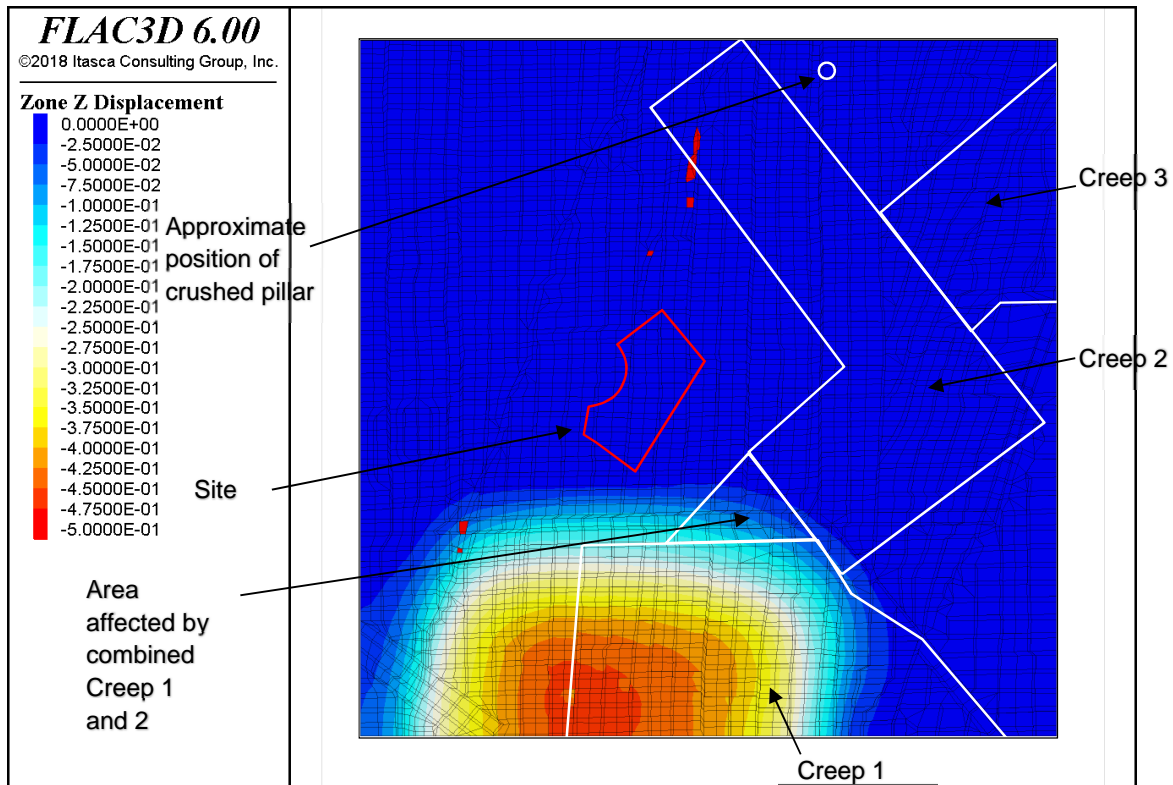 FLAC3D 6.00
©2018 Itasca Consulting Group, Inc.
Zone Z Displacement
0.0000E+00
-2.5000E-02
-5.0000E-02
-7.5000E-02
-1.0000E-01
-1.2500E-01
-1.5000E-01
-1.7500E-01
-2.0000E-01
-2.2500E-01
-2.5000E-01
-2.7500E-01
-3.0000E-01
-3.2500E-01
-3.5000E-01
-3.7500E-01
-4.0000E-01
-4.2500E-01
-4.5000E-01
-4.7500E-01
-5.0000E-01
Approximate
position of
crushed pillar
Site
Area
affected by
combined
Creep 1
and 2
Creep 3
Creep 2
Creep 1